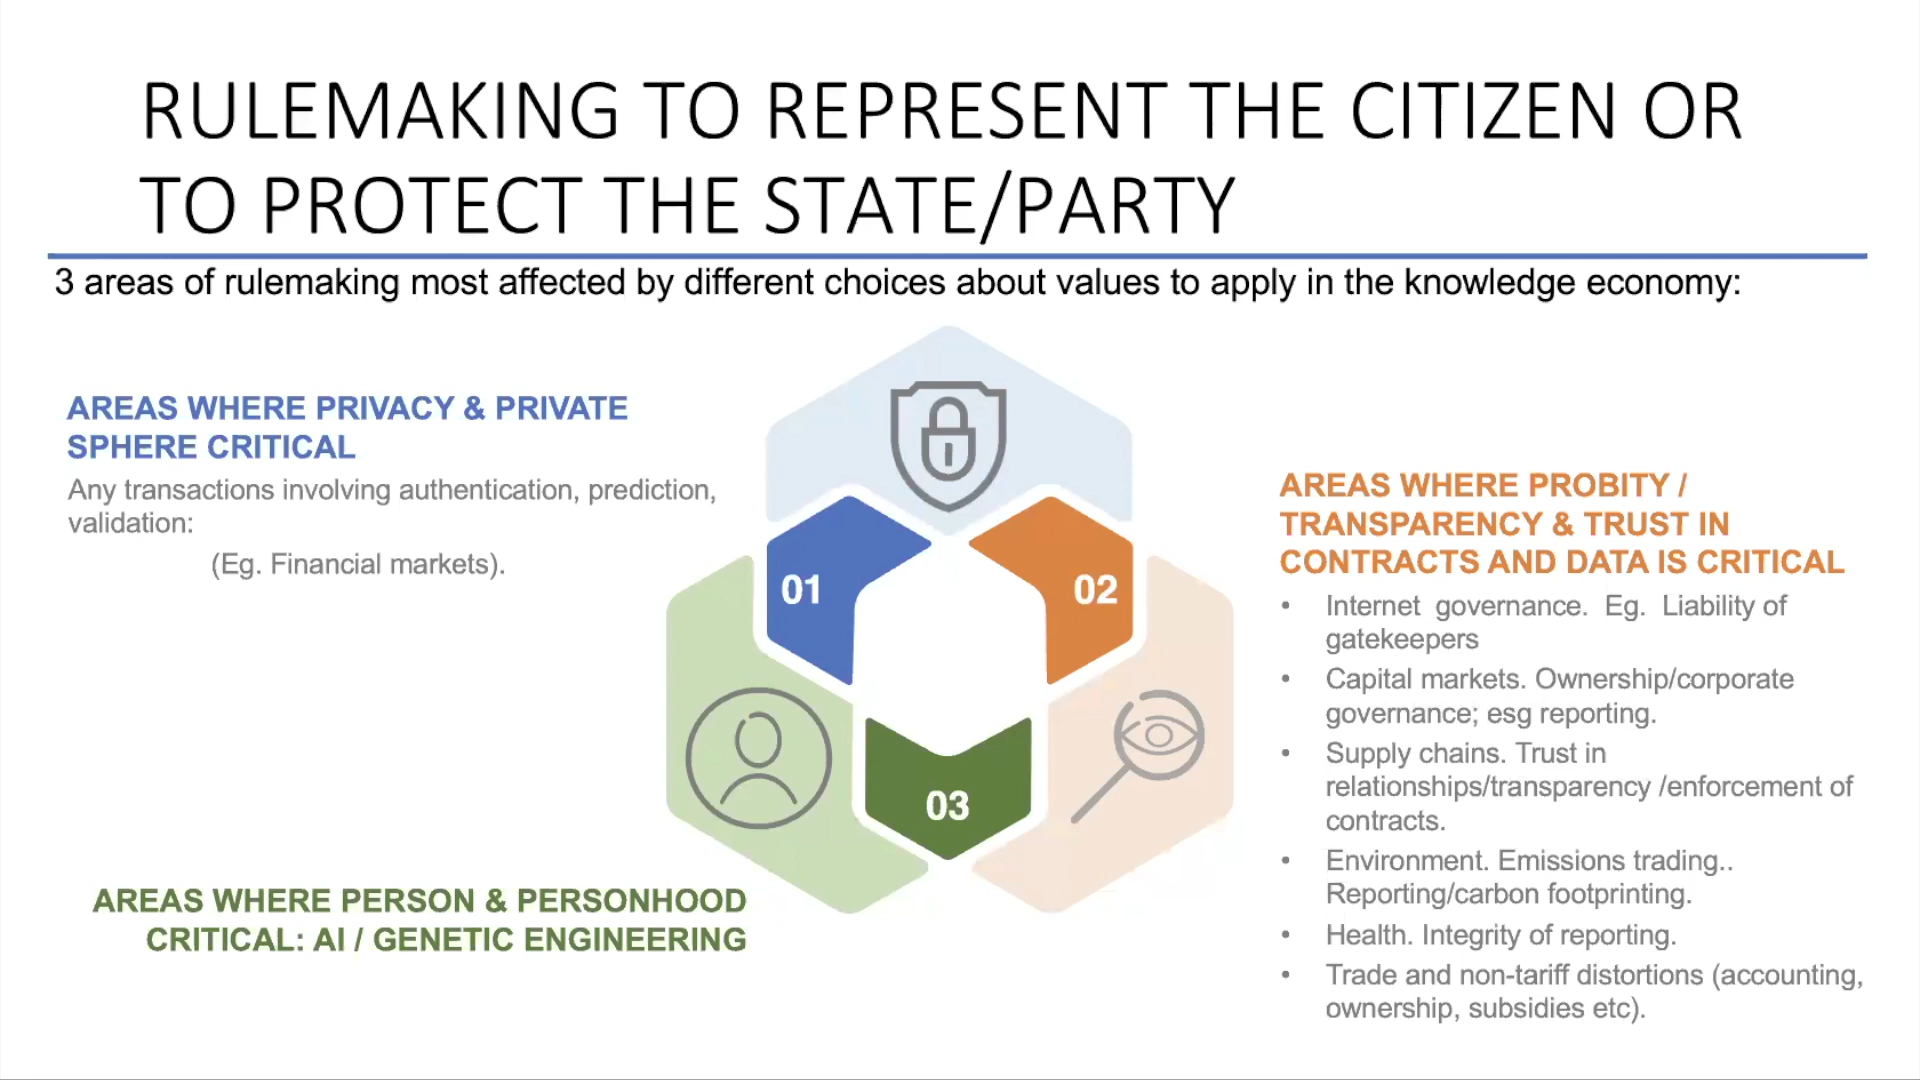 RULEMAKING TO REPRESENT THE CITIZEN OR
TO PROTECT THE STATE/PARTY
3 areas of rulemaking most affected by different choices about values to apply in the knowledge economy:
AREAS WHERE PRIVACY & PRIVATE
SPHERE CRITICAL
Any transactions involving authentication, prediction,
validation:
(Eg. Financial markets).
01
02
03
AREAS WHERE PROBITY /
TRANSPARENCY & TRUST IN
CONTRACTS AND DATA IS CRITICAL
• Internet governance. Eg. Liability of
gatekeepers
• Capital markets. Ownership/corporate
governance; esg reporting.
• Supply chains. Trust in
relationships/transparency /enforcement of
contracts.
• Environment. Emissions trading..
Reporting/carbon footprinting.
• Health. Integrity of reporting.
• Trade and non-tariff distortions (accounting,
ownership, subsidies etc).
AREAS WHERE PERSON & PERSONHOOD
CRITICAL: AI / GENETIC ENGINEERING